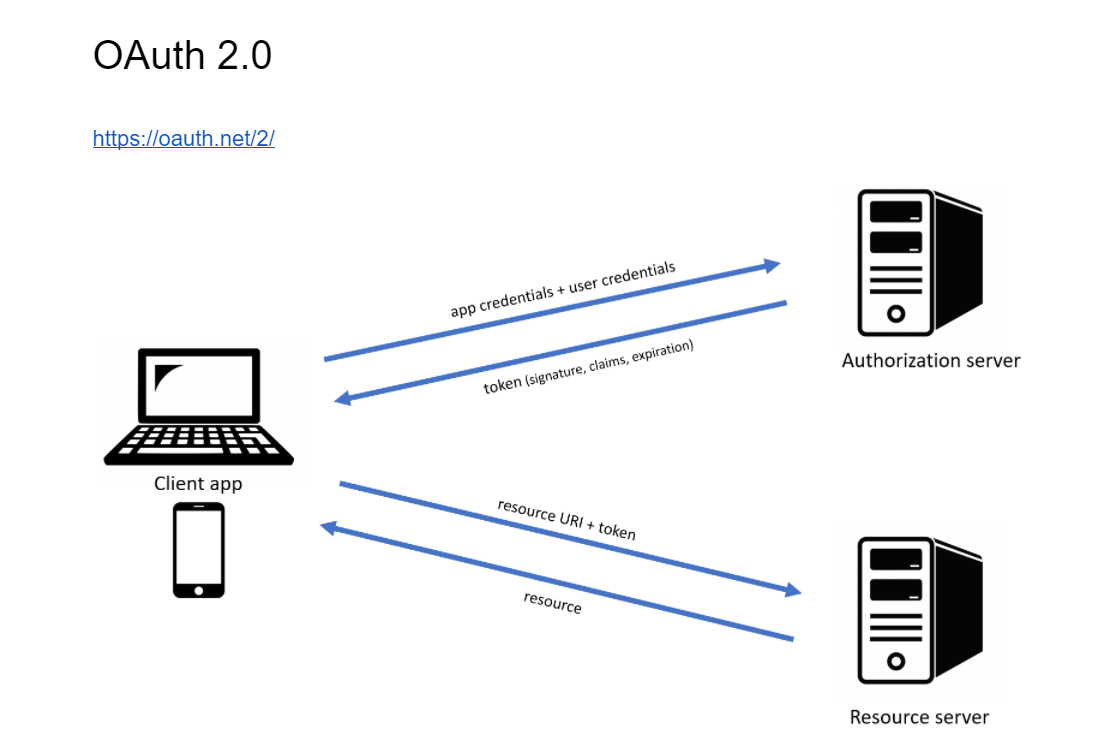 OAuth 2.0
https://oauth.net/2/
app credentials + user credentials
token (signature, claims, expiration)
Authorization server
Client app
resource URI + token
resource
Resource server